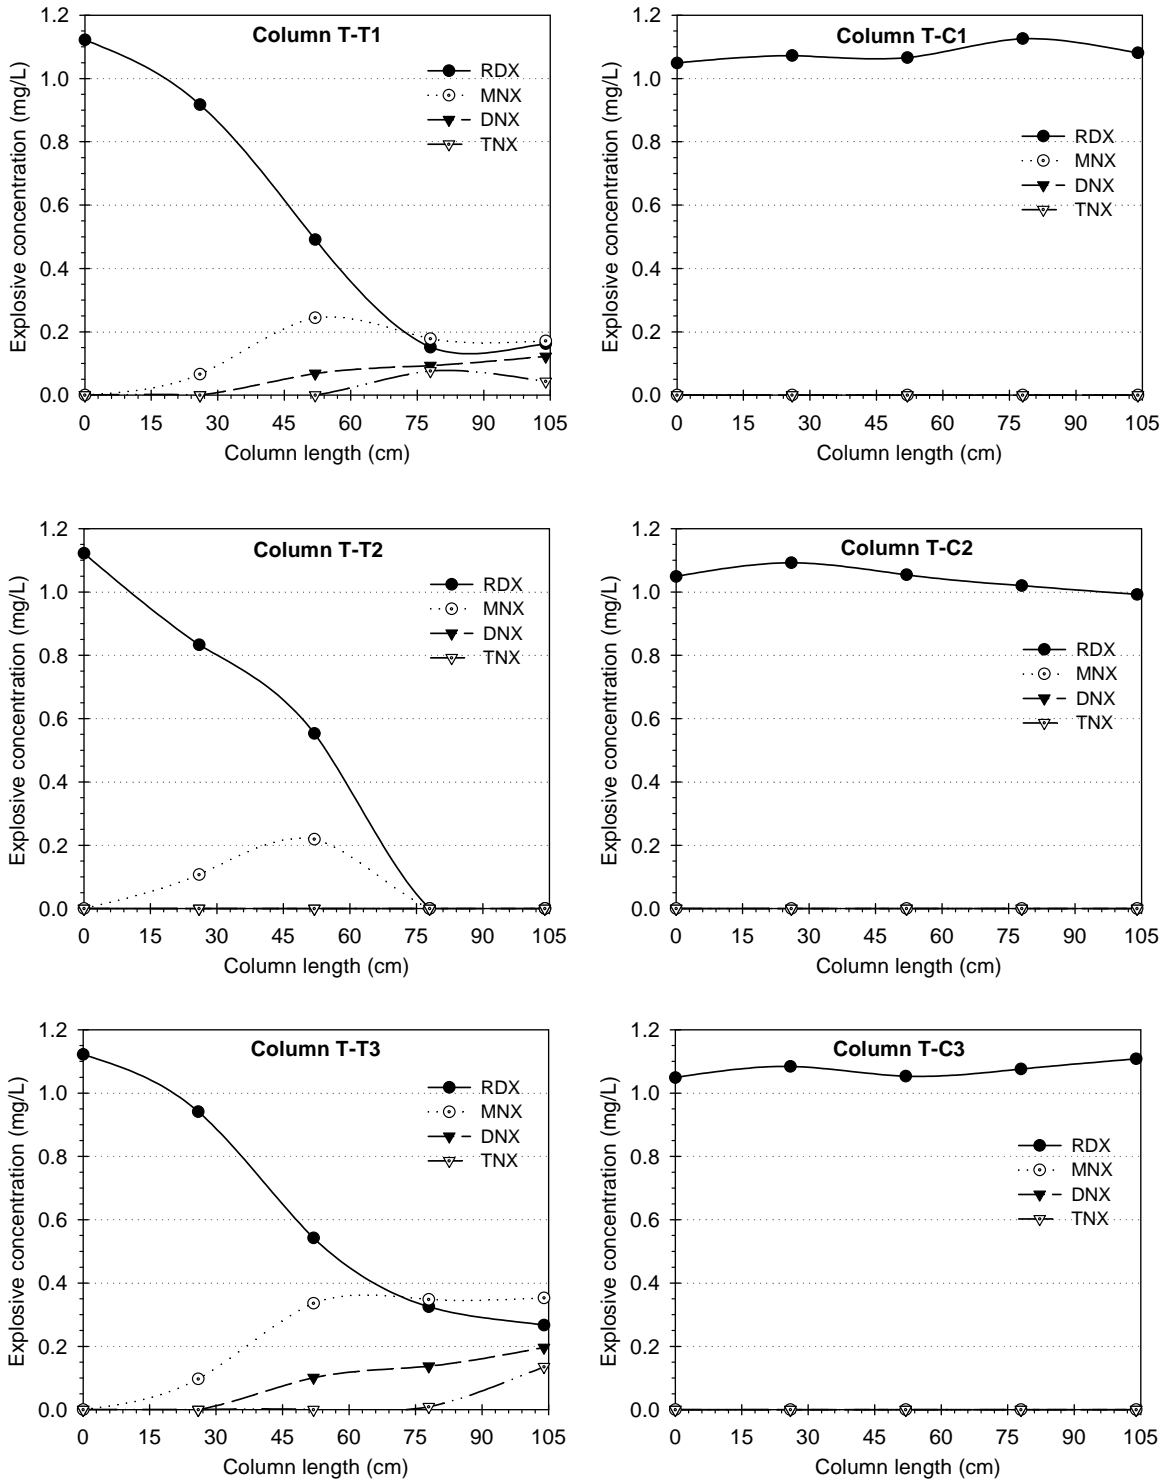 Column T-T1
Explosive concentration (mg/L)
1.2
1.0
0.8
0.6
0.4
0.2
0.0
RDX
MNX
DNX
TNX
0 15 30 45 60 75 90 105
Column length (cm)
Column T-C1
Explosive concentration (mg/L)
1.2
1.0
0.8
0.6
0.4
0.2
0.0
RDX
MNX
DNX
TNX
0 15 30 45 60 75 90 105
Column length (cm)
Column T-T2
Explosive concentration (mg/L)
1.2
1.0
0.8
0.6
0.4
0.2
0.0
RDX
MNX
DNX
TNX
0 15 30 45 60 75 90 105
Column length (cm)
Column T-C2
Explosive concentration (mg/L)
1.2
1.0
0.8
0.6
0.4
0.2
0.0
RDX
MNX
DNX
TNX
0 15 30 45 60 75 90 105
Column length (cm)
Column T-T3
Explosive concentration (mg/L)
1.2
1.0
0.8
0.6
0.4
0.2
0.0
RDX
MNX
DNX
TNX
0 15 30 45 60 75 90 105
Column length (cm)
Column T-C3
Explosive concentration (mg/L)
1.2
1.0
0.8
0.6
0.4
0.2
0.0
RDX
MNX
DNX
TNX
0 15 30 45 60 75 90 105
Column length (cm)